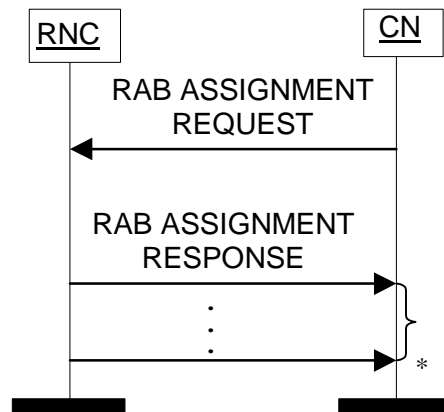 RNC
CN
RAB ASSIGNMENT
REQUEST
RAB ASSIGNMENT
RESPONSE
*